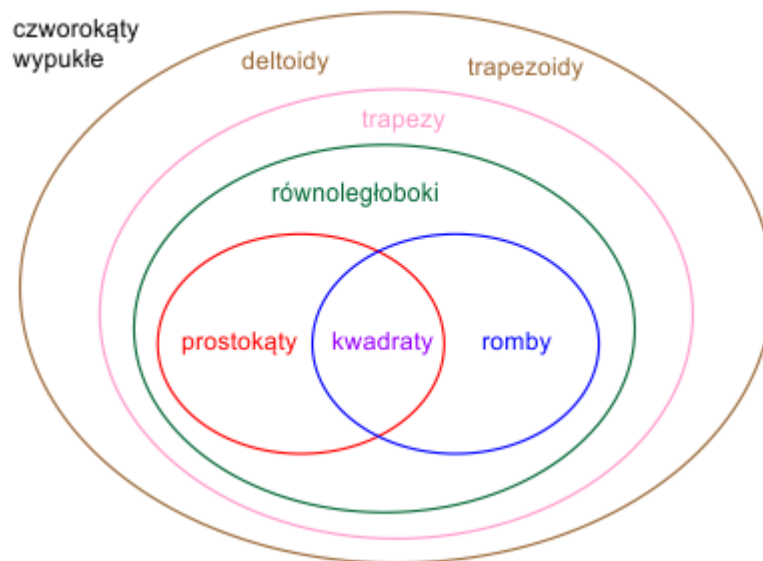 czworokąty
wypukłe
deltoidy
trapezoidy
trapezy
równoległoboki
prostokąty
kwadraty
romby